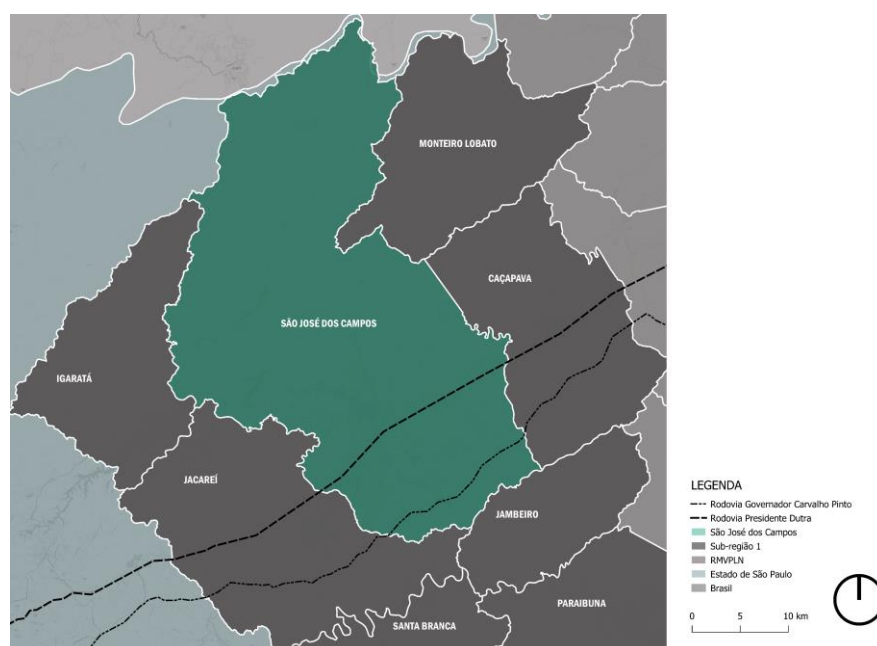 MONTEIRO LOBATO
CAÇAPAVA
SÃO JOSÉ DOS CAMPOS
IGARATÁ
JACAREÍ
JAMBEIRO
PARAIBUNA
SANTA BRANCA
LEGENDA
Rodovia Governador Carvalho Pinto
Rodovia Presidente Dutra
São José dos Campos
Sub-região 1
RMVPLN
Estado de São Paulo
Brasil
0 5 10 km